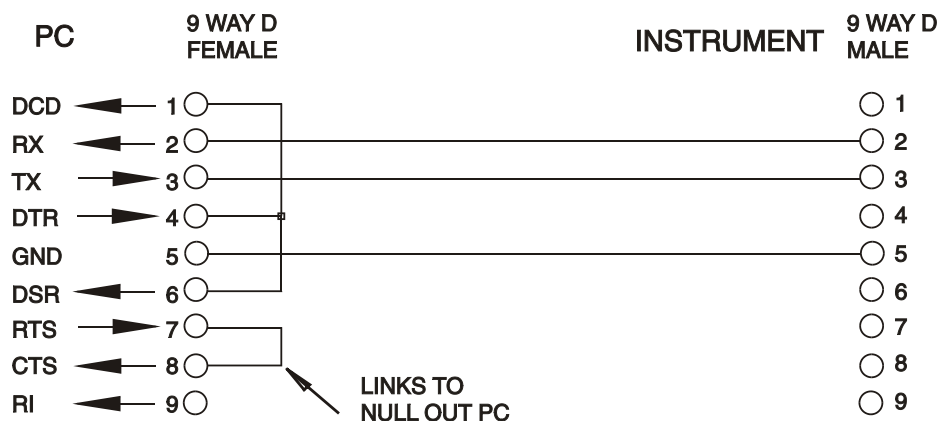 PC
9 WAY D
FEMALE
INSTRUMENT
9 WAY D
MALE
DCD 1 1
RX 2 2
TX 3 3
DTR 4 4
GND 5 5
DSR 6 6
RTS 7 7
CTS 8 8
RI 9 9
LINKS TO
NULL OUT PC